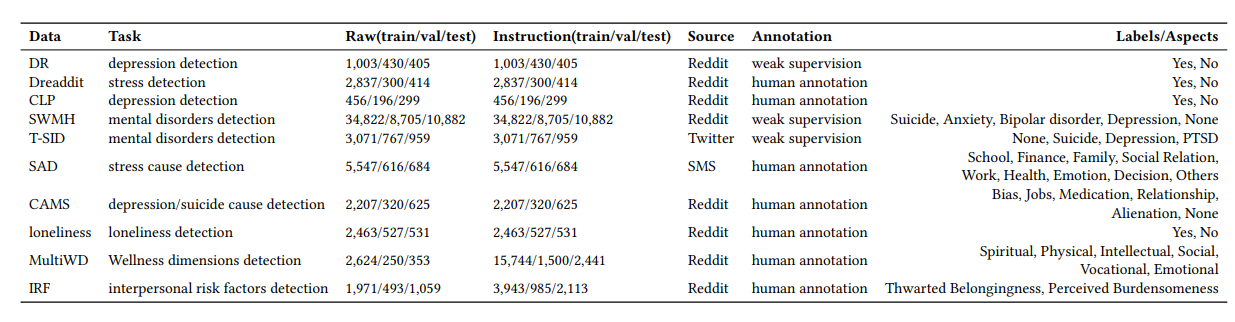 Data Task Raw(train/val/test) Instruction(train/val/test) Source Annotation Labels/Aspects
DR depression detection 1,003/430/405 1,003/430/405 Reddit weak supervision Yes, No
Dreaddit stress detection 2,837/300/414 2,837/300/414 Reddit human annotation Yes, No
CLP depression detection 456/196/299 456/196/299 Reddit human annotation Yes, No
SWMH mental disorders detection 34,822/8,705/10,882 34,822/8,705/10,882 Reddit weak supervision Suicide, Anxiety, Bipolar disorder, Depression, None
T-SID mental disorders detection 3,071/767/959 3,071/767/959 Twitter weak supervision None, Suicide, Depression, PTSD
SAD stress cause detection 5,547/616/684 5,547/616/684 SMS human annotation School, Finance, Family, Social Relation,
Work, Health, Emotion, Decision, Others
CAMS depression/suicide cause detection 2,207/320/625 2,207/320/625 Reddit human annotation Bias, Jobs, Medication, Relationship,
Alienation, None
loneliness loneliness detection 2,463/527/531 2,463/527/531 Reddit human annotation Yes, No
MultiWD Wellness dimensions detection 2,624/250/353 15,744/1,500/2,441 Reddit human annotation Spiritual, Physical, Intellectual, Social,
Vocational, Emotional
IRF interpersonal risk factors detection 1,971/493/1,059 3,943/985/2,113 Reddit human annotation Thwarted Belongingness, Perceived Burdensomeness